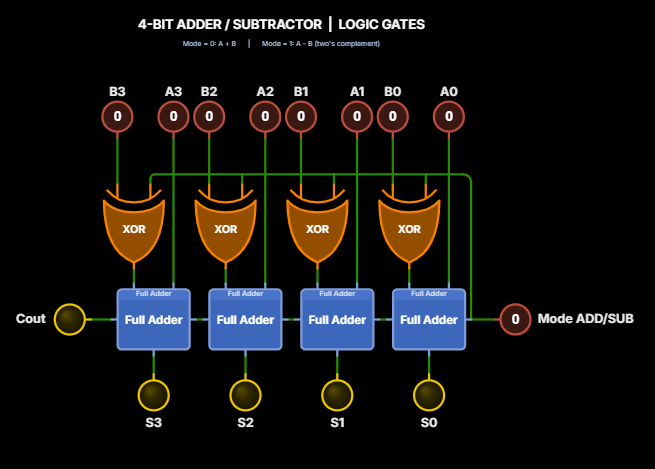 4-BIT ADDER / SUBTRACTOR | LOGIC GATES
Mode = 0: A + B | Mode = 1: A - B (two's complement)
B3 A3 B2 A2 B1 A1 B0 A0
0 0 0 0 0 0 0 0
XOR XOR XOR XOR
Full Adder Full Adder Full Adder Full Adder
Cout Full Adder Full Adder Full Adder Full Adder 0 Mode ADD/SUB
S3 S2 S1 S0